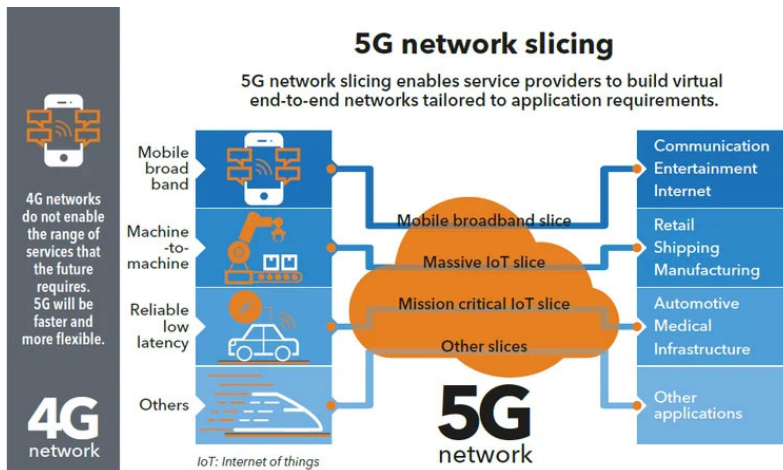 5G network slicing
5G network slicing enables service providers to build virtual
end-to-end networks tailored to application requirements.
4G networks
do not enable
the range of
services that
the future
requires.
5G will be
faster and
more flexible.
4G
network
Mobile
broad
band
Mobile broadband slice
Communication
Entertainment
Internet
Machine
-to-
machine
Massive IoT slice
Retail
Shipping
Manufacturing
Reliable
low
latency
Mission critical IoT slice
Automotive
Medical
Infrastructure
Others
Other slices
Other
applications
5G
network
IoT: Internet of things